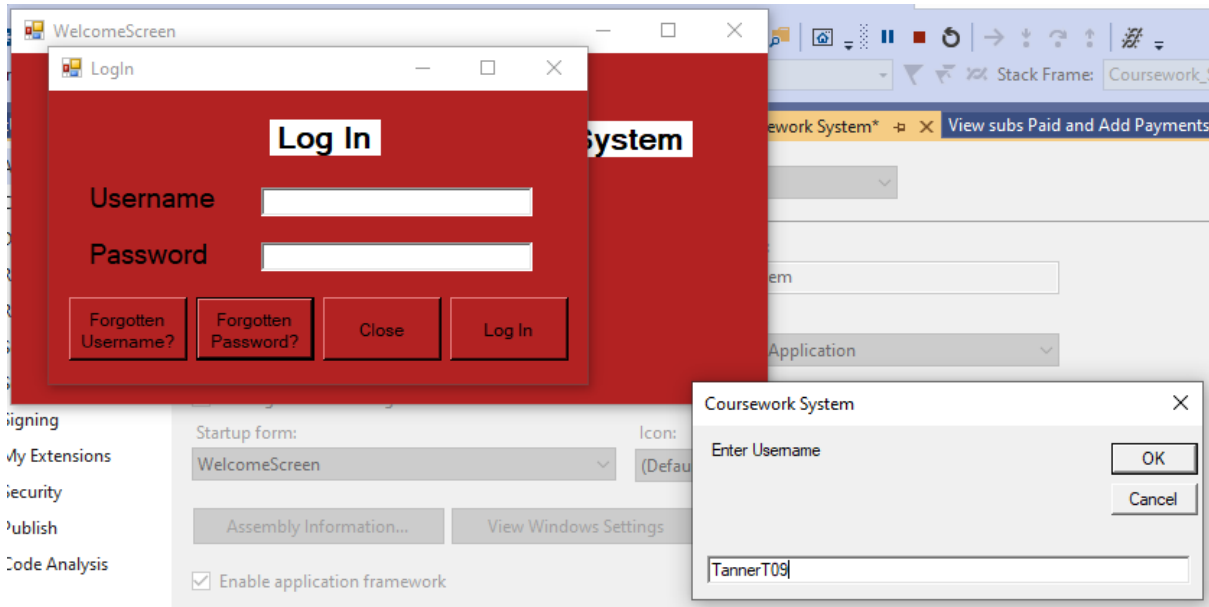 WelcomeScreen
LogIn
Stack Frame:
Coursework_
Log In
System
ework System*
View subs Paid and Add Payments
Username
Password
em
Forgotten
Username?
Forgotten
Password?
Close
Log In
Application
Coursework System
Signing
Startup form:
Icon:
Enter Username
OK
My Extensions
WelcomeScreen
(Defau
Security
Cancel
Publish
Assembly Information...
View Windows Settings
Code Analysis
TannerT09
Enable application framework